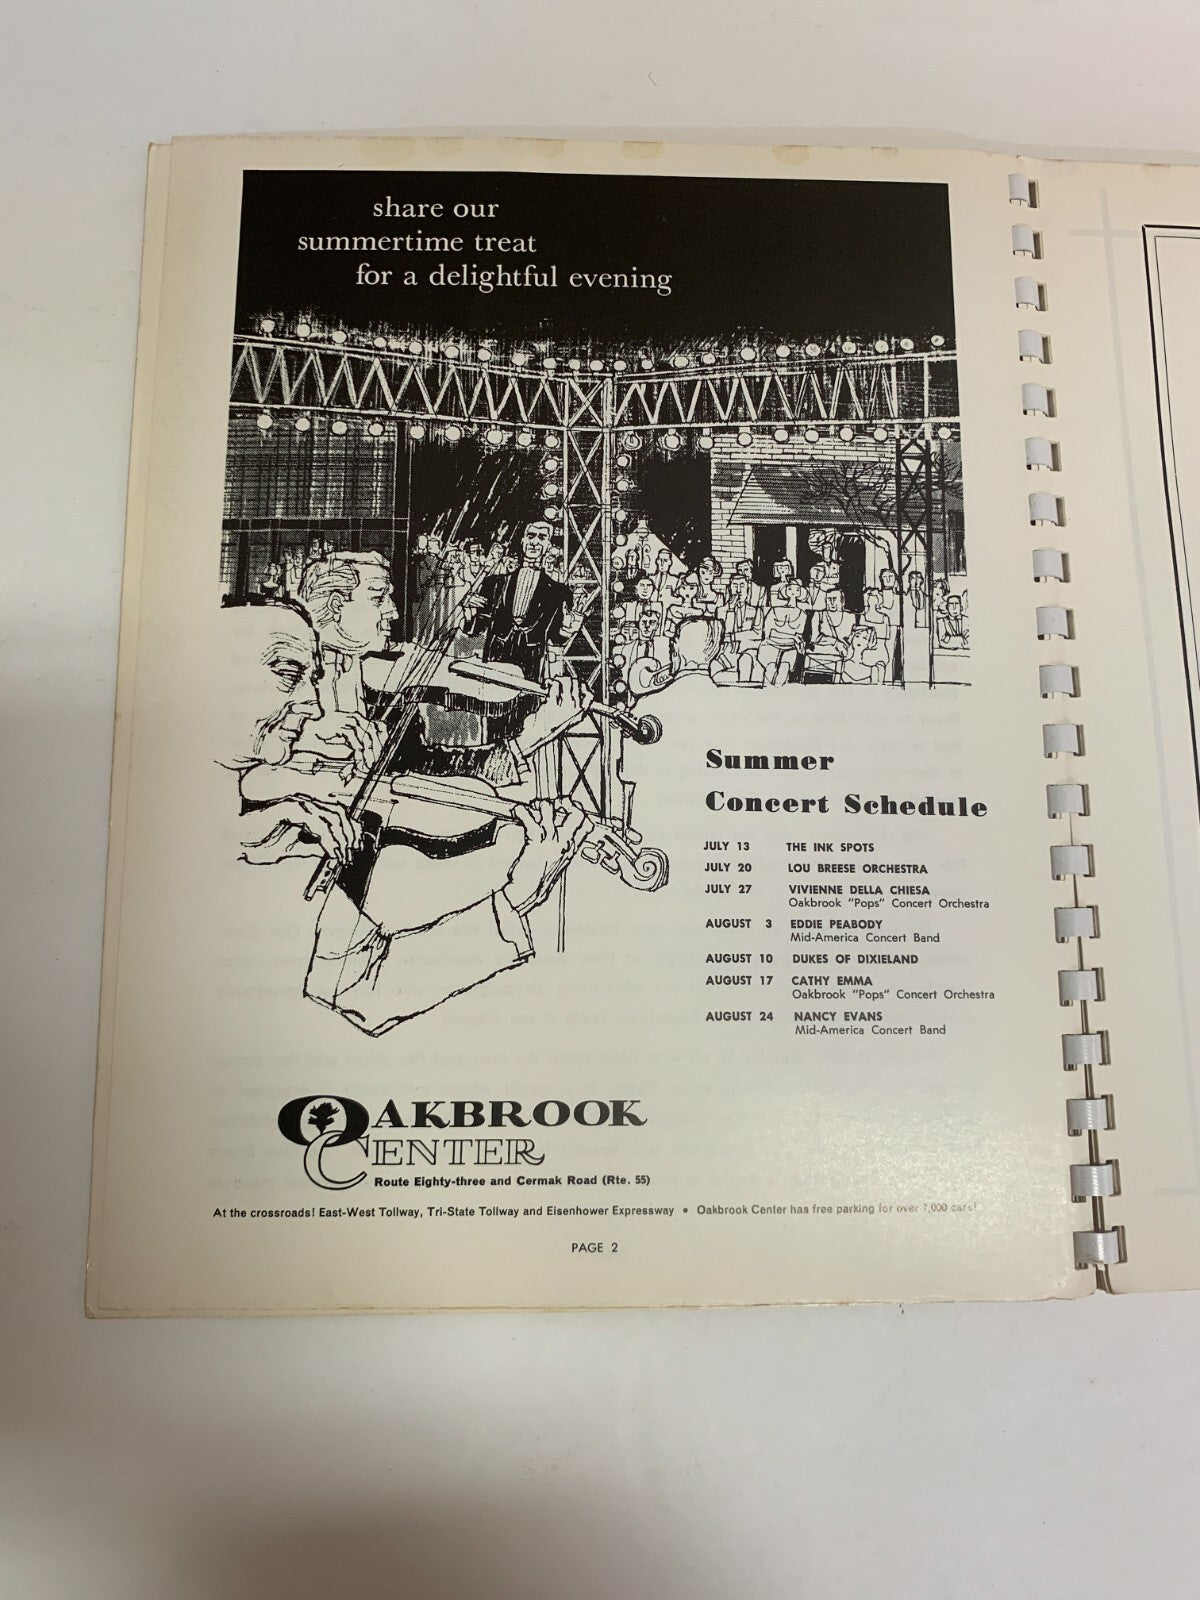 share our
summertime treat
for a delightful evening
Summer
Concert Schedule
JULY 13 THE INK SPOTS
JULY 20 LOU BREESE ORCHESTRA
JULY 27 VIVIENNE DELLA CHIESA
Oakbrook "Pops" Concert Orchestra
AUGUST 3 EDDIE PEABODY
Mid-America Concert Band
AUGUST 10 DUKES OF DIXIELAND
AUGUST 17 CATHY EMMA
Oakbrook "Pops" Concert Orchestra
AUGUST 24 NANCY EVANS
Mid-America Concert Band
OAKBROOK
CENTER
Route Eighty-three and Cermak Road (Rte. 55)
At the crossroads! East-West Tollway, Tri-State Tollway and Eisenhower Expressway • Oakbrook Center has free parking for over 7,000 cars!
PAGE 2